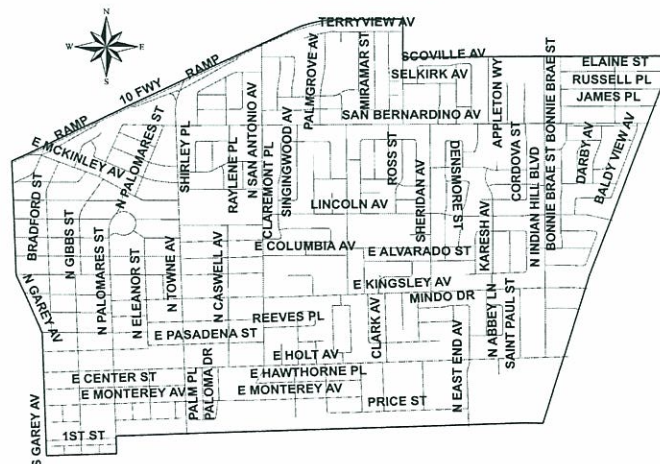 TERRYVIEW AV
N
W
E
S
SCOVILLE AV
SELKIRK AV
PALMGROVE AV
MIRAMAR ST
APPLETON WY
BONNIE BRAE ST
ELAINE ST
RUSSELL PL
JAMES PL
RAMP
10 FWY
RAMP
SAN BERNARDINO AV
E MCKINLEY AV
N PALOMARES ST
SHIRLEY PL
RAYLENE PL
N SAN ANTONIO AV
CLAREMONT PL
SINGINGWOOD AV
ROSS ST
SHERIDAN AV
DENSMORE ST
CORDOVA ST
N INDIAN HILL BLVD
BONNIE BRAE ST
DARBY AV
BALDY VIEW AV
LINCOLN AV
BRADFORD ST
N GIBBS ST
N PALOMARES ST
N ELEANOR ST
N TOWNE AV
N CASWELL AV
E COLUMBIA AV
E ALVARADO ST
KARESH AV
N GAREY AV
E KINGSLEY AV
MINDO DR
N ABBEY LN
SAINT PAUL ST
REEVES PL
E PASADENA ST
CLARK AV
N EAST END AV
E HOLT AV
E CENTER ST
E HAWTHORNE PL
E MONTEREY AV
PALM PL
PALOMA DR
E MONTEREY AV
PRICE ST
S GAREY AV
1ST ST